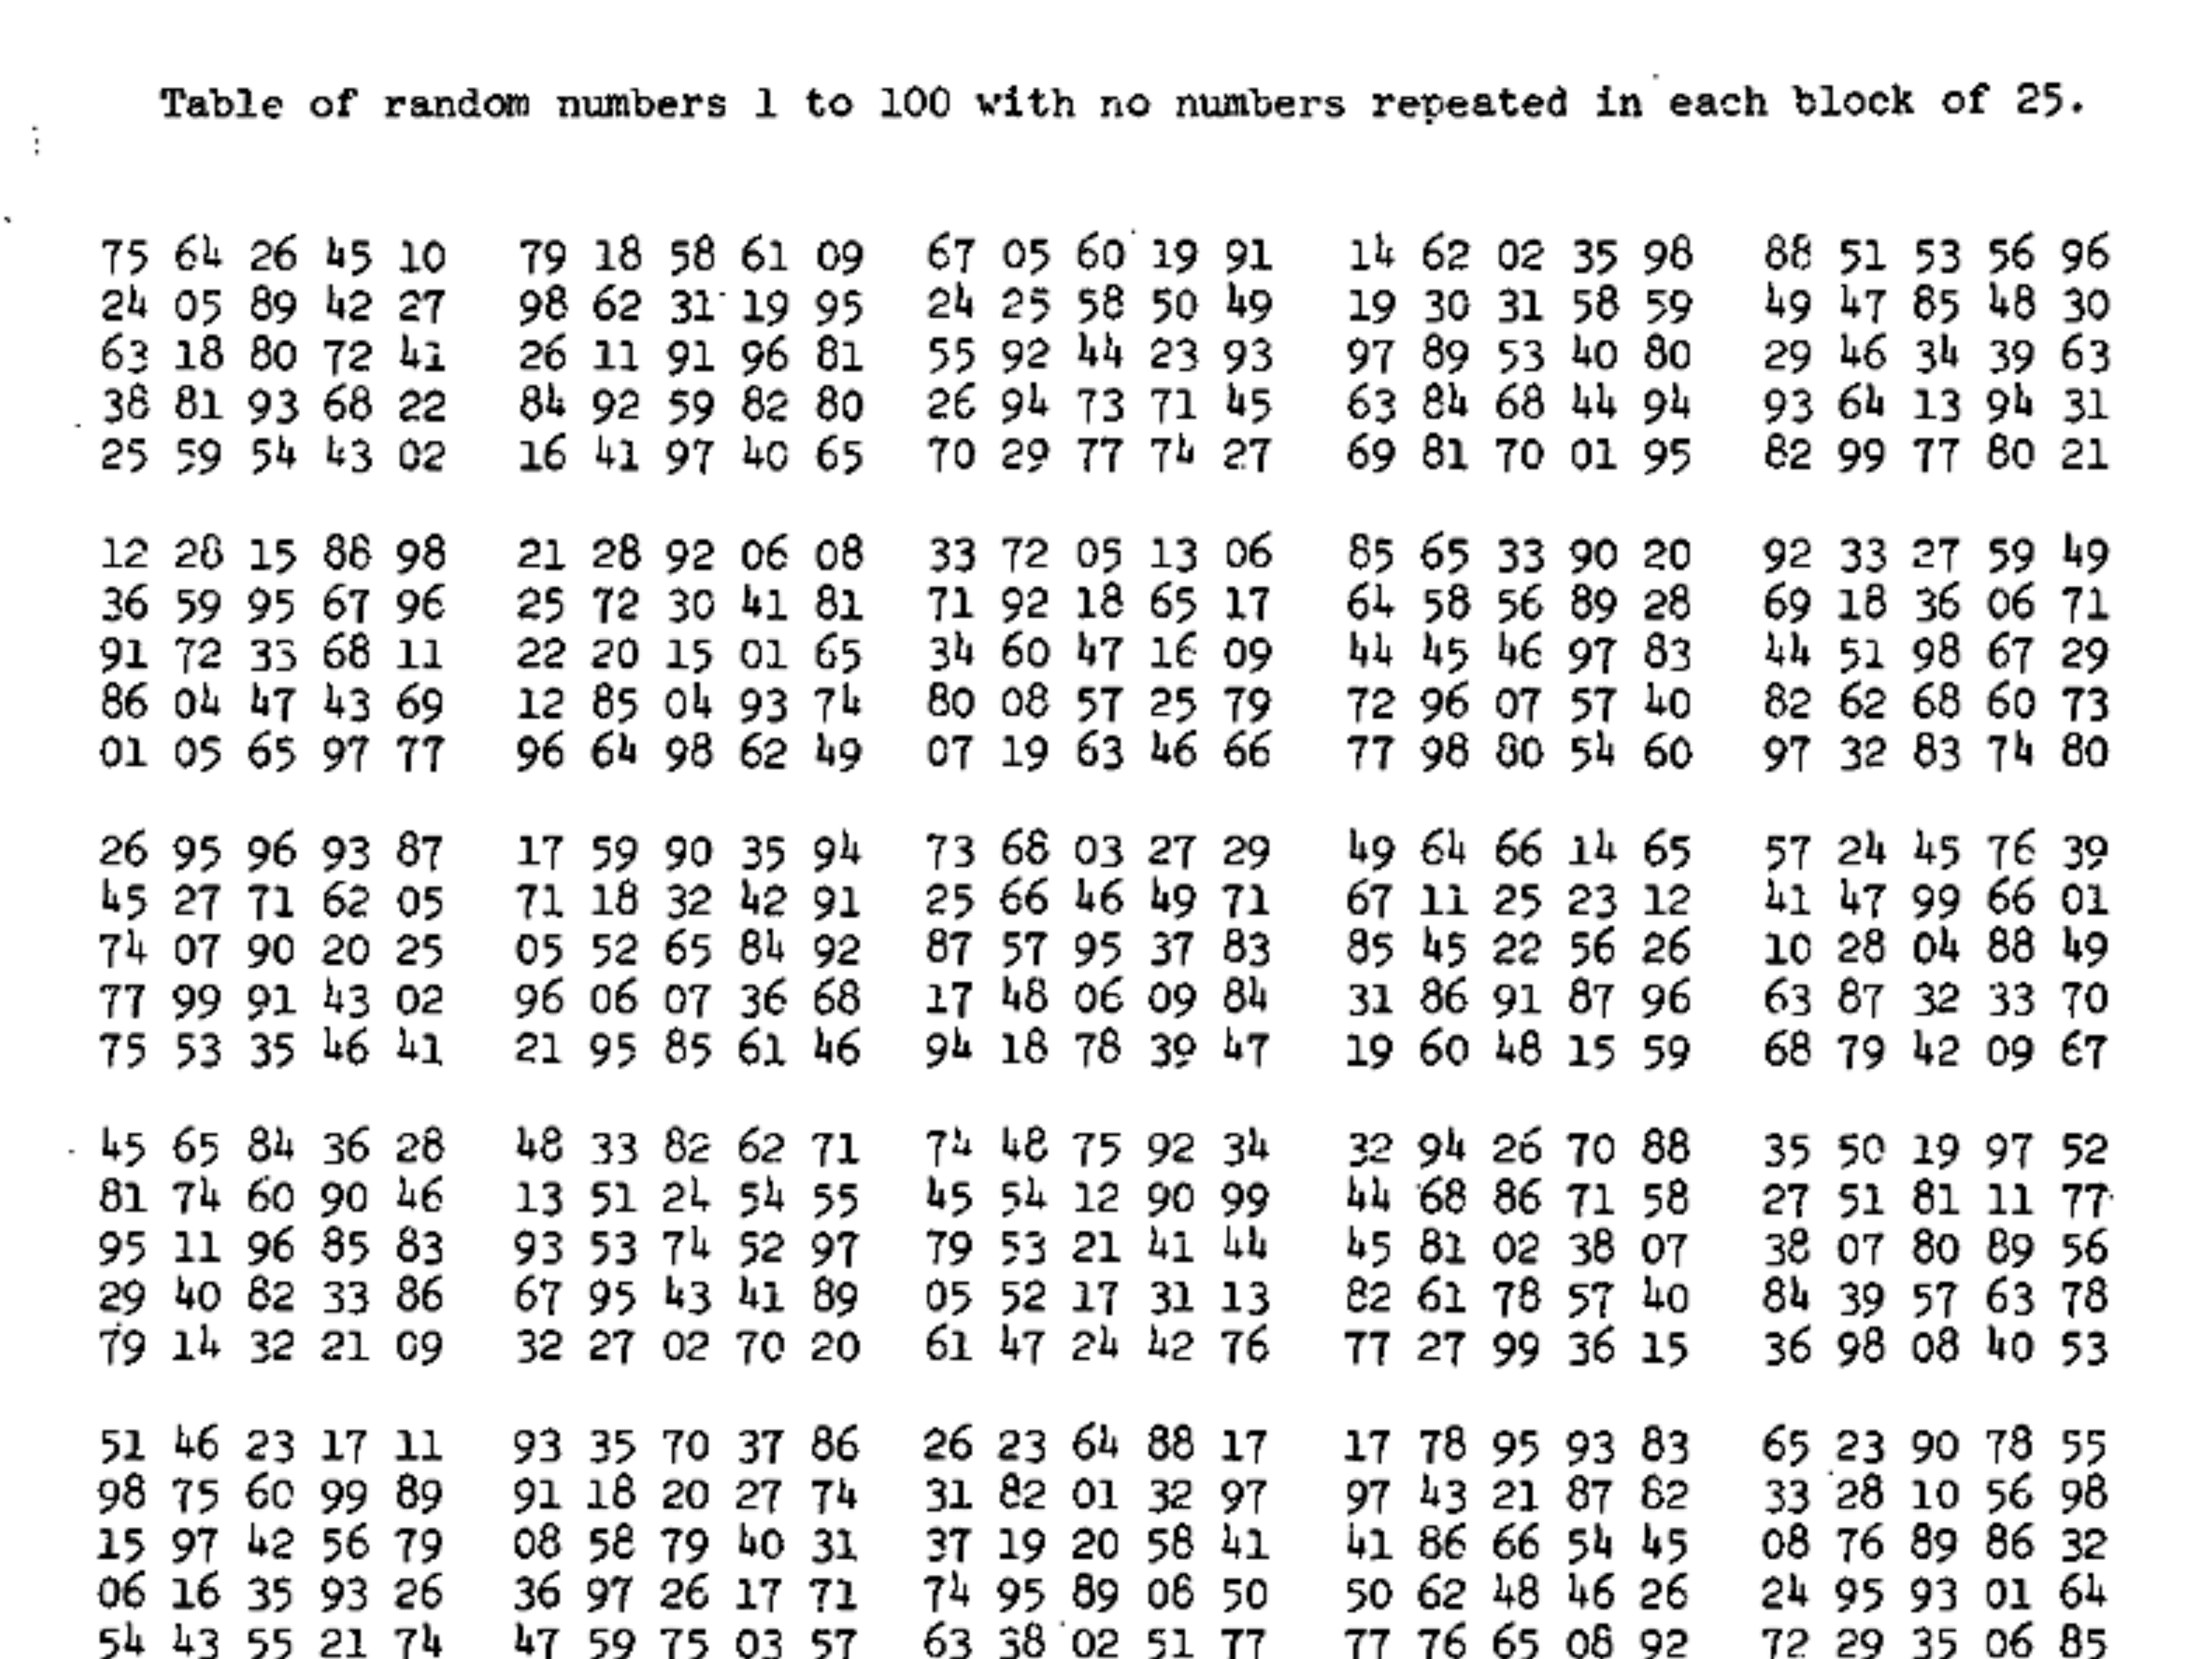 Table of random numbers 1 to 100 with no numbers repeated in each block of 25.
75 64 26 45 10 79 18 58 61 09 67 05 60 19 91 14 62 02 35 98 88 51 53 56 96
24 05 89 42 27 98 62 31 19 95 24 25 58 50 49 19 30 31 58 59 49 47 85 48 30
63 18 80 72 41 26 11 91 96 81 55 92 44 23 93 97 89 53 40 80 29 46 34 39 63
38 81 93 68 22 84 92 59 82 80 26 94 73 71 45 63 84 68 44 94 93 64 13 94 31
25 59 54 43 02 16 41 97 40 65 70 29 77 74 27 69 81 70 01 95 82 99 77 80 21
12 28 15 88 98 21 28 92 06 08 33 72 05 13 06 85 65 33 90 20 92 33 27 59 49
36 59 95 67 96 25 72 30 41 81 71 92 18 65 17 64 58 56 89 28 69 18 36 06 71
91 72 33 68 11 22 20 15 01 65 34 60 47 16 09 44 45 46 97 83 44 51 98 67 29
86 04 47 43 69 12 85 04 93 74 80 08 57 25 79 72 96 07 57 40 82 62 68 60 73
01 05 65 97 77 96 64 98 62 49 07 19 63 46 66 77 98 80 54 60 97 32 83 74 80
26 95 96 93 87 17 59 90 35 94 73 68 03 27 29 49 64 66 14 65 57 24 45 76 39
45 27 71 62 05 71 18 32 42 91 25 66 46 49 71 67 11 25 23 12 41 47 99 66 01
74 07 90 20 25 05 52 65 84 92 87 57 95 37 83 85 45 22 56 26 10 28 04 88 49
77 99 91 43 02 96 06 07 36 68 17 48 06 09 84 31 86 91 87 96 63 87 32 33 70
75 53 35 46 41 21 95 85 61 46 94 18 78 39 47 19 60 48 15 59 68 79 42 09 67
45 65 84 36 28 48 33 82 62 71 74 48 75 92 34 32 94 26 70 88 35 50 19 97 52
81 74 60 90 46 13 51 24 54 55 45 54 12 90 99 44 68 86 71 58 27 51 81 11 77
95 11 96 85 83 93 53 74 52 97 79 53 21 41 44 45 81 02 38 07 38 07 80 89 56
29 40 82 33 86 67 95 43 41 89 05 52 17 31 13 82 61 78 57 40 84 39 57 63 78
79 14 32 21 09 32 27 02 70 20 61 47 24 42 76 77 27 99 36 15 36 98 08 40 53
51 46 23 17 11 93 35 70 37 86 26 23 64 88 17 17 78 95 93 83 65 23 90 78 55
98 75 60 99 89 91 18 20 27 74 31 82 01 32 97 97 43 21 87 82 33 28 10 56 98
15 97 42 56 79 08 58 79 40 31 37 19 20 58 41 41 86 66 54 45 08 76 89 86 32
06 16 35 93 26 36 97 26 17 71 74 95 89 06 50 50 62 48 46 26 24 95 93 01 64
54 43 55 21 74 47 59 75 03 57 63 38 02 51 77 77 76 65 08 92 72 29 35 06 85